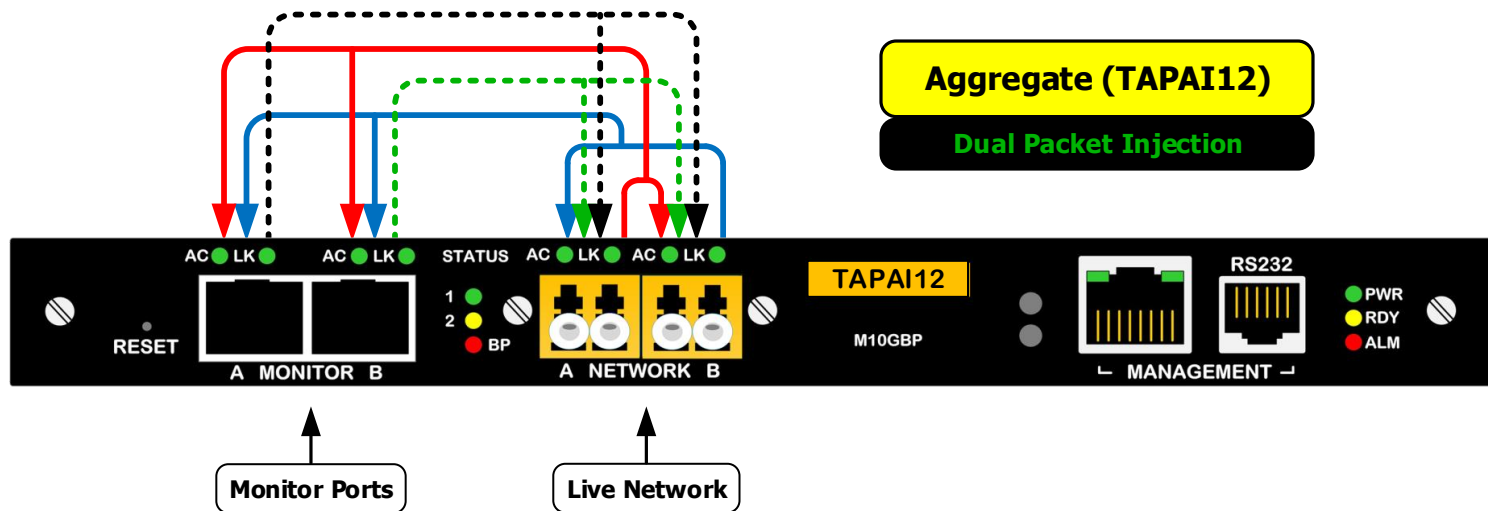 Aggregate (TAPAI12)
Dual Packet Injection
AC LK AC LK STATUS AC LK AC LK
TAPAI12
RS232
1
2
BP
PWR
RDY
ALM
RESET
M10GBP
A MONITOR B
A NETWORK B
MANAGEMENT
Monitor Ports
Live Network